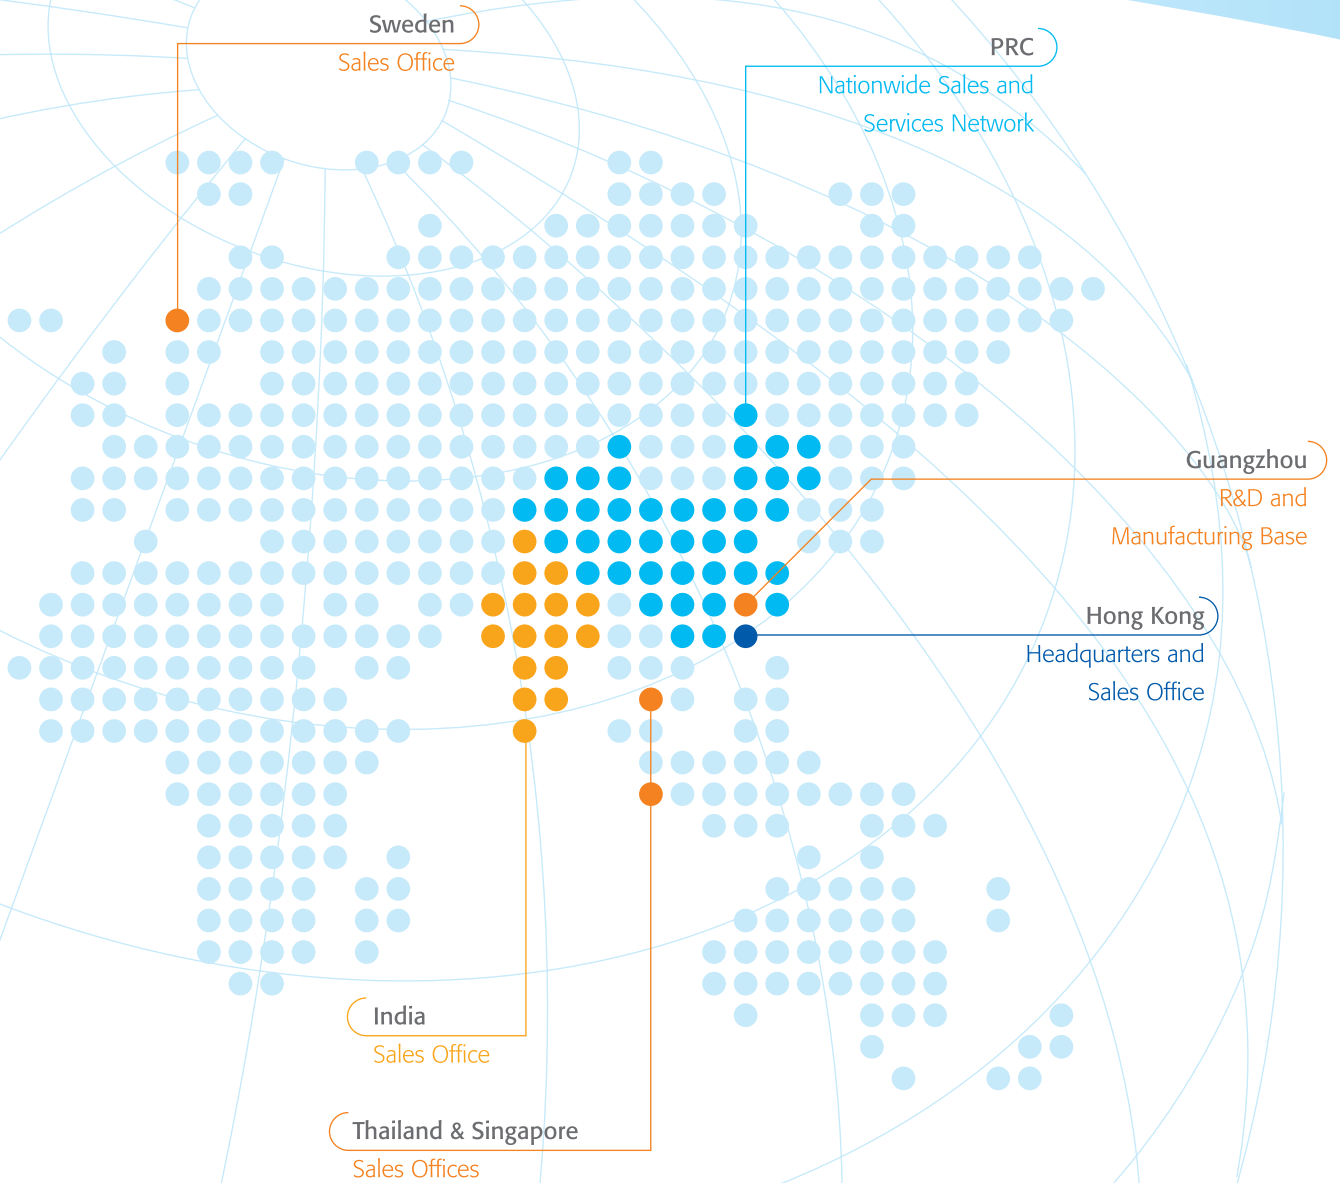 Sweden
Sales Office
PRC
Nationwide Sales and
Services Network
Guangzhou
R&D and
Manufacturing Base
Hong Kong
Headquarters and
Sales Office
India
Sales Office
Thailand & Singapore
Sales Offices